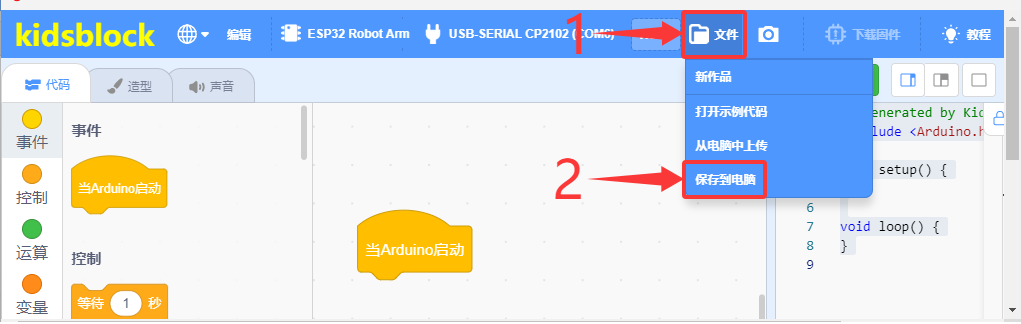 kidsblock 编辑 ESP32 Robot Arm USB-SERIAL CP2102 (COM6) 1 文件 下载固件 教程
代码 造型 声音
新作品
打开示例代码
从电脑中上传
2 保存到电脑
事件
控制
运算
变量
事件
当Arduino启动
控制
等待 1 秒
当Arduino启动
enerated by Kid
lude <Arduino.h
setup() {
6
7 void loop() {
8 }
9